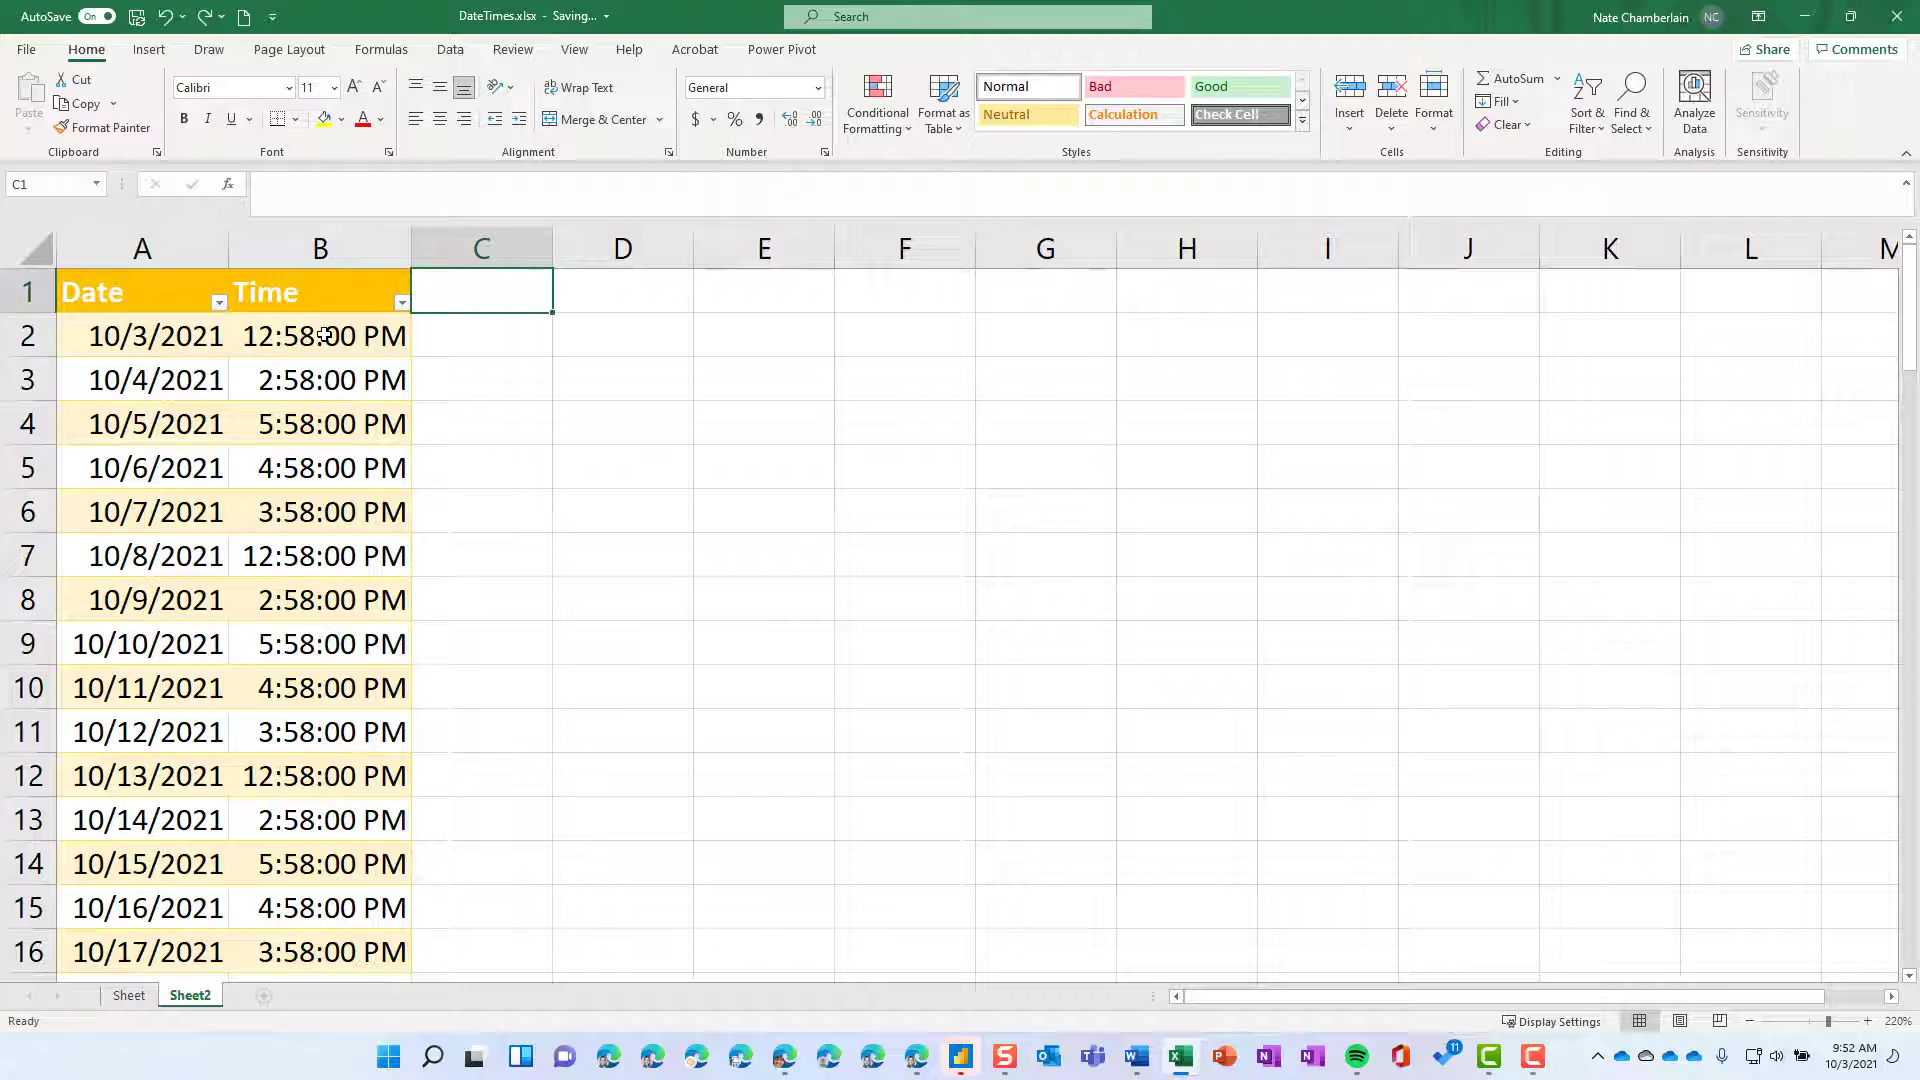 AutoSave On DateTimes.xlsx - Saving... Search Nate Chamberlain NC
File Home Insert Draw Page Layout Formulas Data Review View Help Acrobat Power Pivot Share Comments
Paste Cut Copy Format Painter
Clipboard
Calibri 11 A A
B I U A
Font
Wrap Text
Merge & Center
Alignment
General
$ % 9
Number
Conditional Formatting
Format as Table
Normal Bad Good
Neutral Calculation Check Cell
Styles
Insert Delete Format
Cells
AutoSum
Fill
Clear
Sort & Filter
Find & Select
Editing
Analyze Data
Analysis
Sensitivity
Sensitivity
C1 fx
A B C D E F G H I J K L M
1 Date Time
2 10/3/2021 12:58:00 PM
3 10/4/2021 2:58:00 PM
4 10/5/2021 5:58:00 PM
5 10/6/2021 4:58:00 PM
6 10/7/2021 3:58:00 PM
7 10/8/2021 12:58:00 PM
8 10/9/2021 2:58:00 PM
9 10/10/2021 5:58:00 PM
10 10/11/2021 4:58:00 PM
11 10/12/2021 3:58:00 PM
12 10/13/2021 12:58:00 PM
13 10/14/2021 2:58:00 PM
14 10/15/2021 5:58:00 PM
15 10/16/2021 4:58:00 PM
16 10/17/2021 3:58:00 PM
Sheet Sheet2
Ready Display Settings 220%
11
9:52 AM
10/3/2021